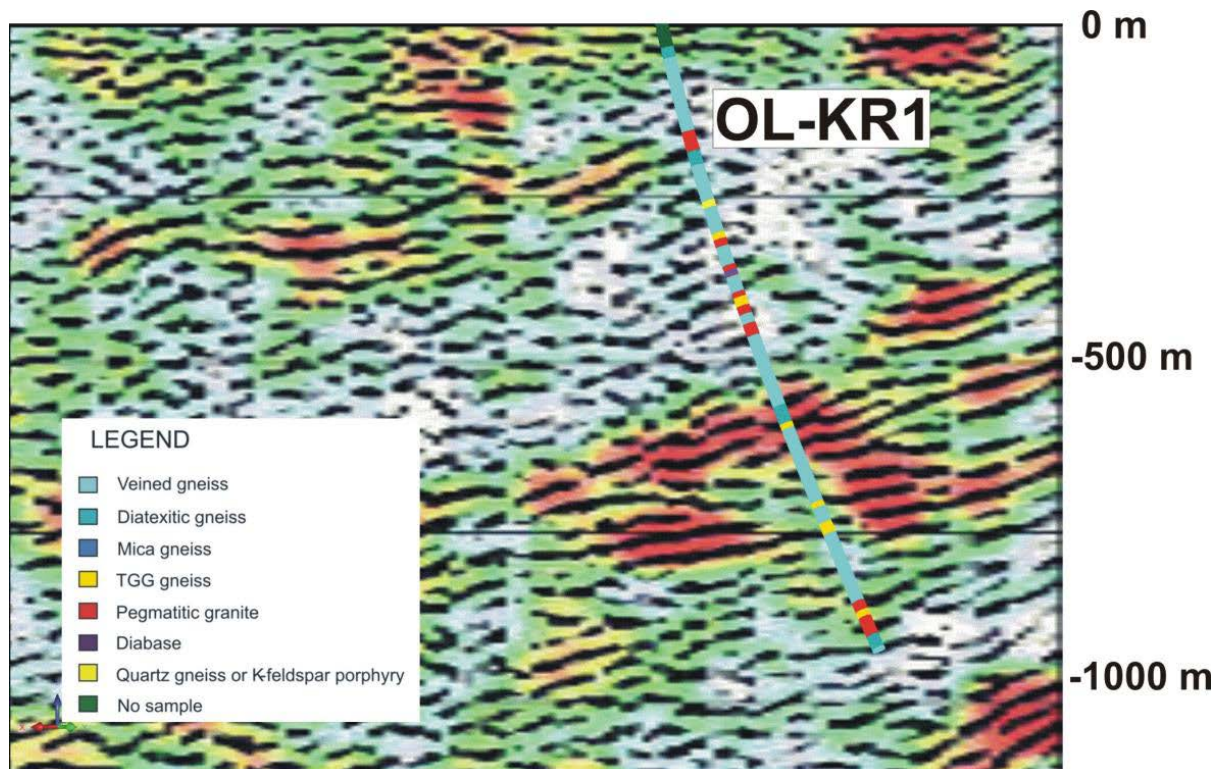 0 m
OL-KR1
-500 m
LEGEND
Veined gneiss
Diatexitic gneiss
Mica gneiss
TGG gneiss
Pegmatitic granite
Diabase
Quartz gneiss or K-feldspar porphyry
No sample
-1000 m